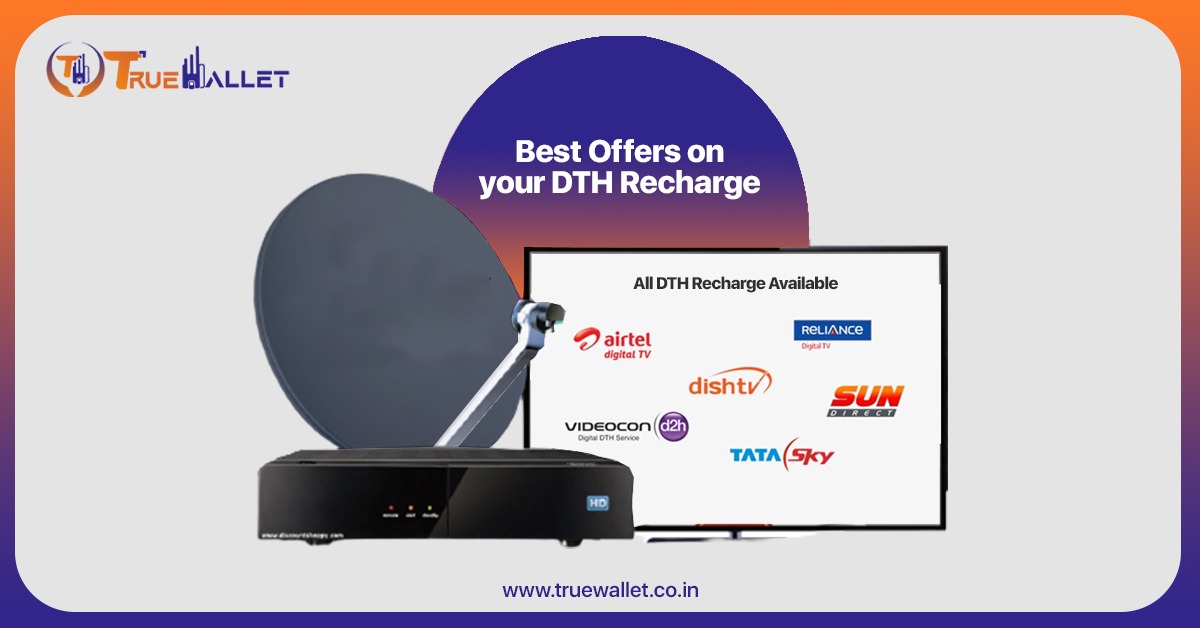 TRUEWALLET
Best Offers on
your DTH Recharge
All DTH Recharge Available
airtel
digital TV
RELIANCE
Digital TV
dishtv
SUN
DIRECT
VIDEOCON d2h
Digital DTH Service
TATA Sky
HD
www.truewallet.co.in